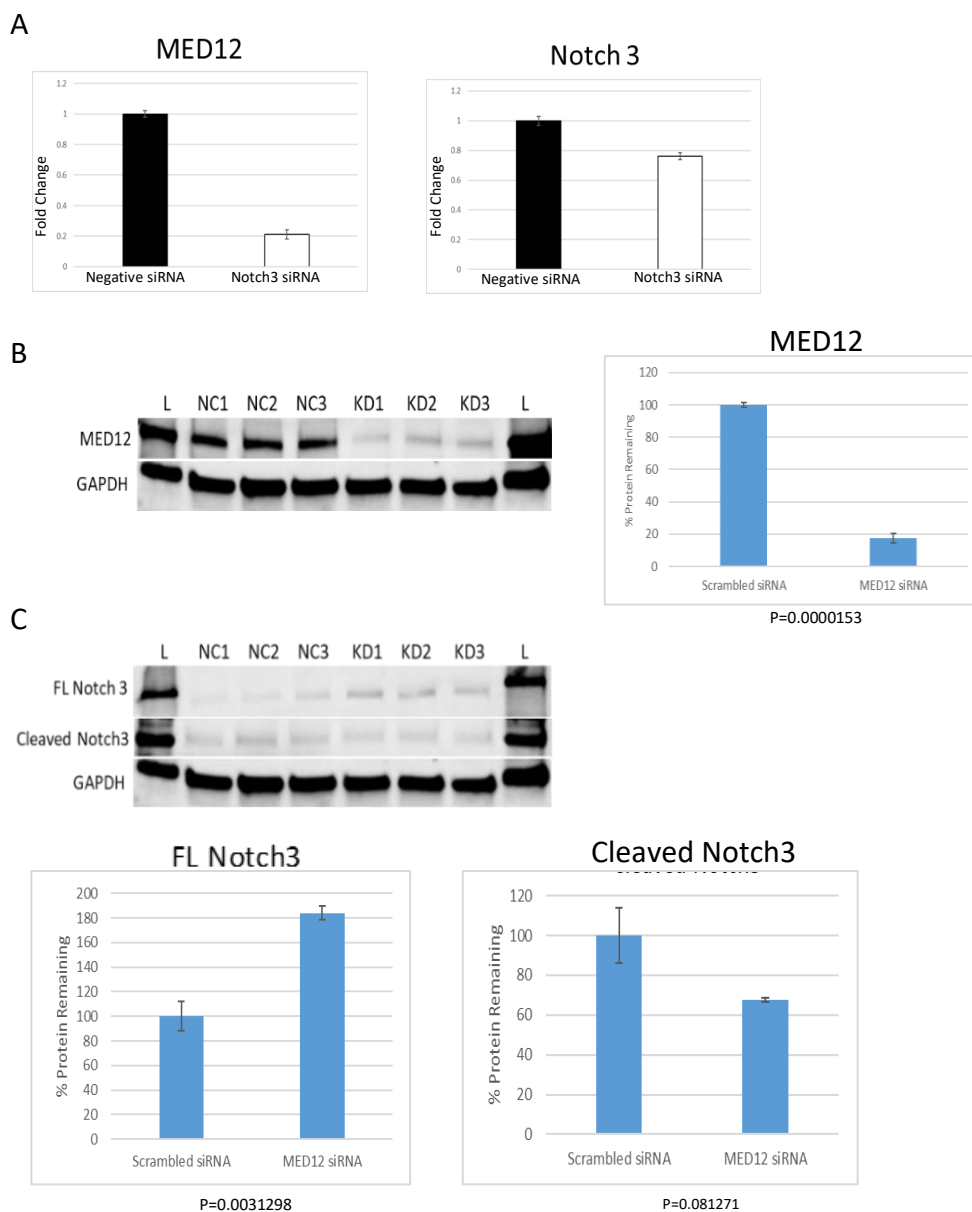 A
MED12
1.2
1
0.8
0.6
0.4
0.2
0
Fold Change
Negative siRNA
Notch3 siRNA
Notch 3
1.2
1
0.8
0.6
0.4
0.2
0
Fold Change
Negative siRNA
Notch3 siRNA
B
L NC1 NC2 NC3 KD1 KD2 KD3 L
MED12
GAPDH
MED12
120
100
80
60
40
20
0
% Protein Remaining
Scrambled siRNA
MED12 siRNA
P=0.0000153
C
L NC1 NC2 NC3 KD1 KD2 KD3 L
FL Notch 3
Cleaved Notch3
GAPDH
FL Notch3
200
180
160
140
120
100
80
60
40
20
0
% Protein Remaining
Scrambled siRNA
MED12 siRNA
P=0.0031298
Cleaved Notch3
Cleaved Notch3
120
100
80
60
40
20
0
% Protein Remaining
Scrambled siRNA
MED12 siRNA
P=0.081271